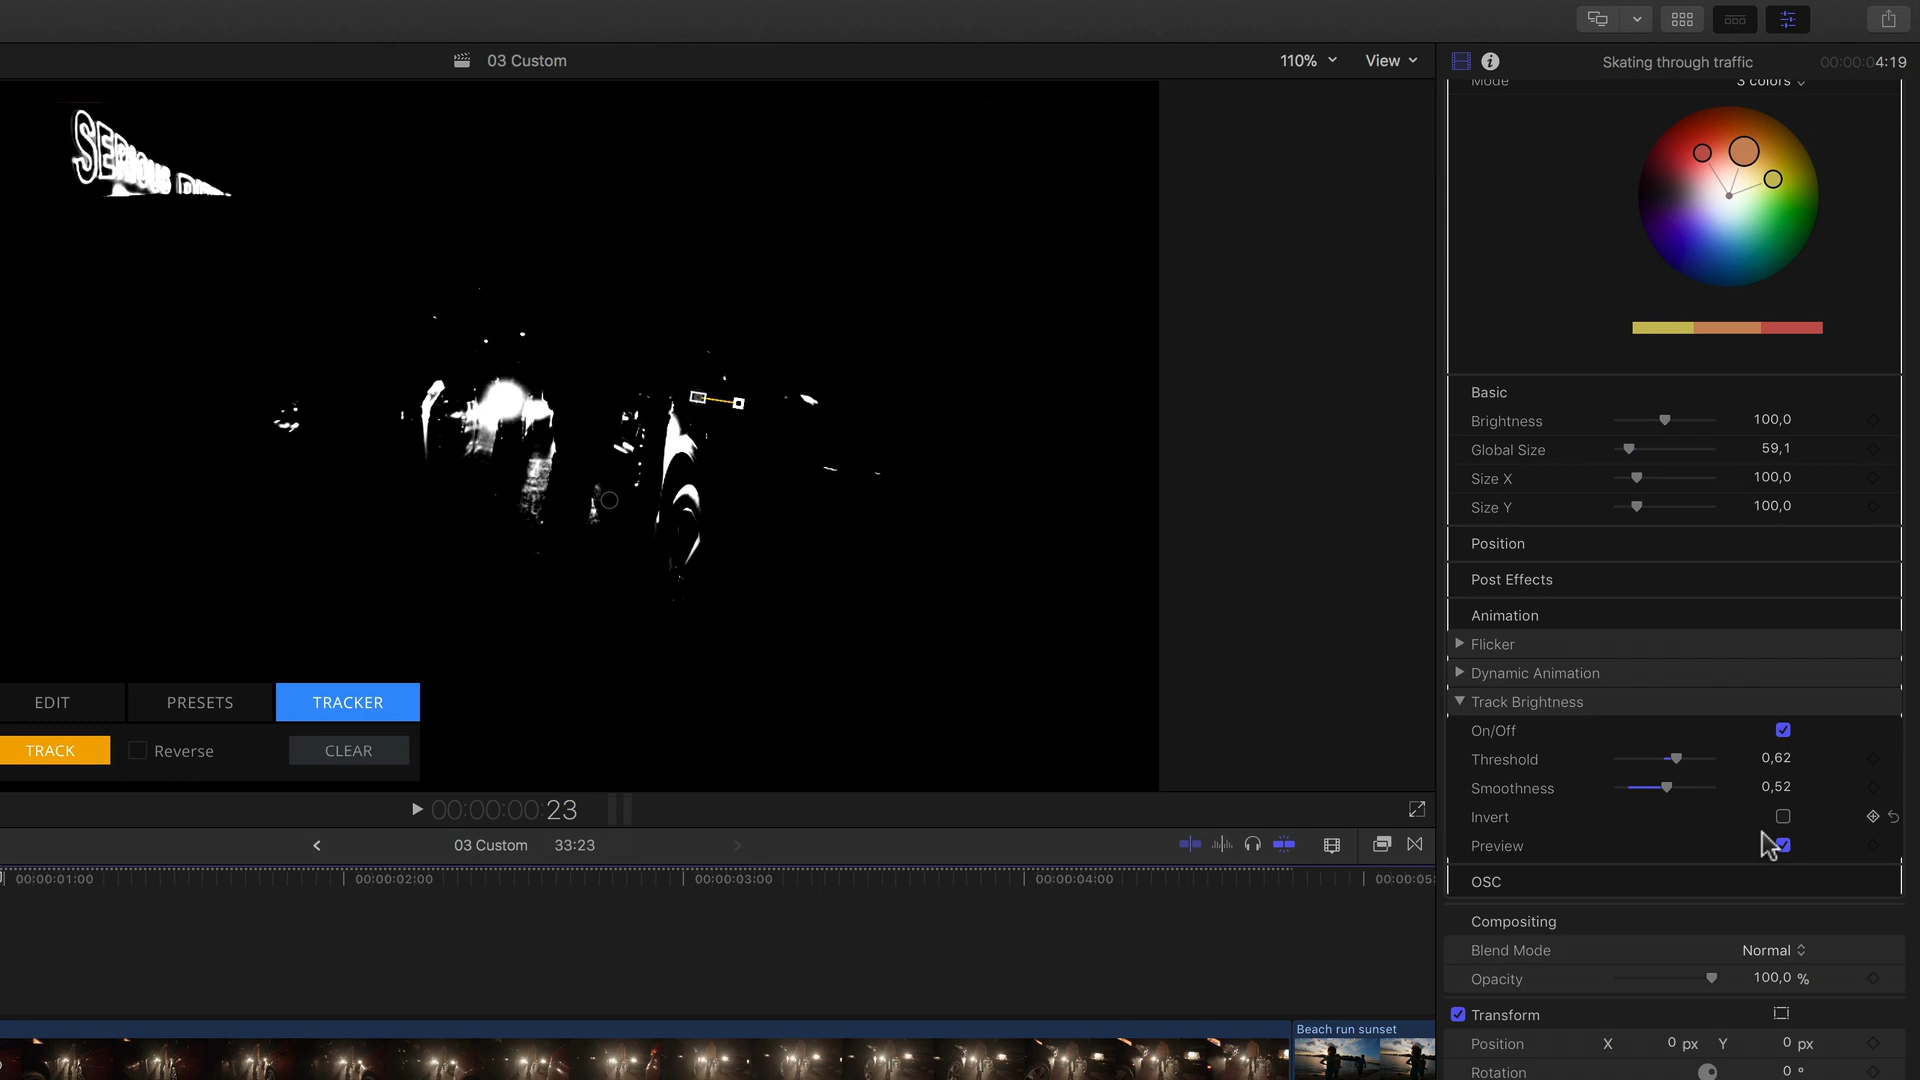 03 Custom
110%
View
Skating through traffic
00:00:04:19
Mode
3 colors
SERIOUS
Basic
Brightness 100,0
Global Size 59,1
Size X 100,0
Size Y 100,0
Position
Post Effects
Animation
Flicker
Dynamic Animation
Track Brightness
On/Off
Threshold 0,62
Smoothness 0,52
Invert
Preview
OSC
Compositing
Blend Mode Normal
Opacity 100,0 %
Transform
Position X 0 px Y 0 px
Rotation 0 °
EDIT PRESETS TRACKER
TRACK Reverse CLEAR
00:00:00:23
03 Custom 33:23
00:00:01:00 00:00:02:00 00:00:03:00 00:00:04:00 00:00:05:
Beach run sunset